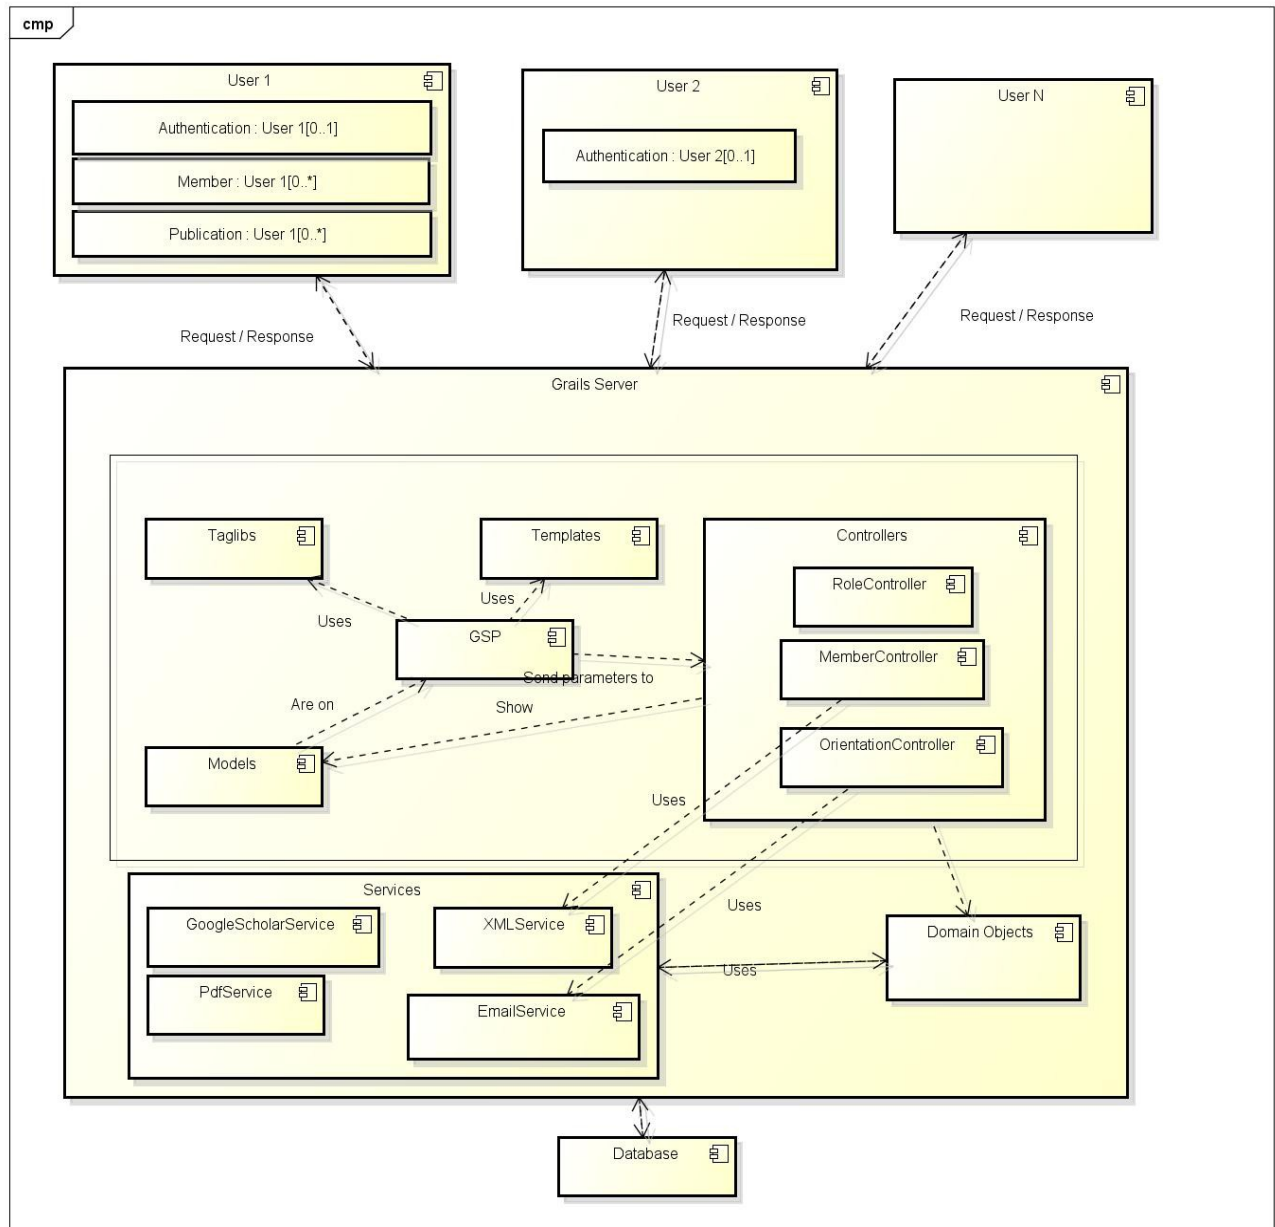 cmp
User 1
Authentication : User 1[0..1]
Member : User 1[0..*]
Publication : User 1[0..*]
User 2
Authentication : User 2[0..1]
User N
Request / Response
Request / Response
Request / Response
Grails Server
Taglibs
Templates
Controllers
RoleController
Uses
Uses
GSP
MemberController
Send parameters to
Are on
Show
Models
OrientationController
Uses
Services
GoogleScholarService
XMLService
Uses
Domain Objects
PdfService
Uses
EmailService
Database